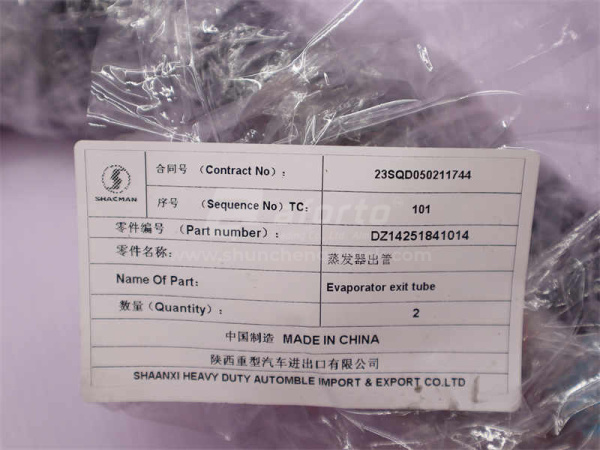 SHACMAN
合同号 (Contract No): 23SQD050211744
序号 (Sequence No) TC: 101
零件编号 (Part number): DZ14251841014
零件名称: 蒸发器出管
Name Of Part: Evaporator exit tube
数量 (Quantity): 2
中国制造 MADE IN CHINA
陕西重型汽车进出口有限公司
SHAANXI HEAVY DUTY AUTOMBLE IMPORT & EXPORT CO.LTD